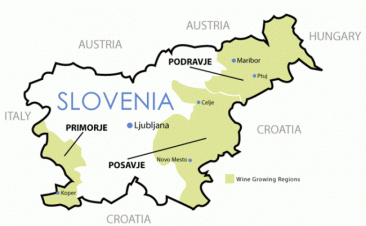 AUSTRIA
AUSTRIA
HUNGARY
PODRAVJE
Maribor
Ptuj
SLOVENIA
Celje
ITALY
PRIMORJE
Ljubljana
CROATIA
POSAVJE
Novo Mesto
Wine Growing Regions
Koper
CROATIA